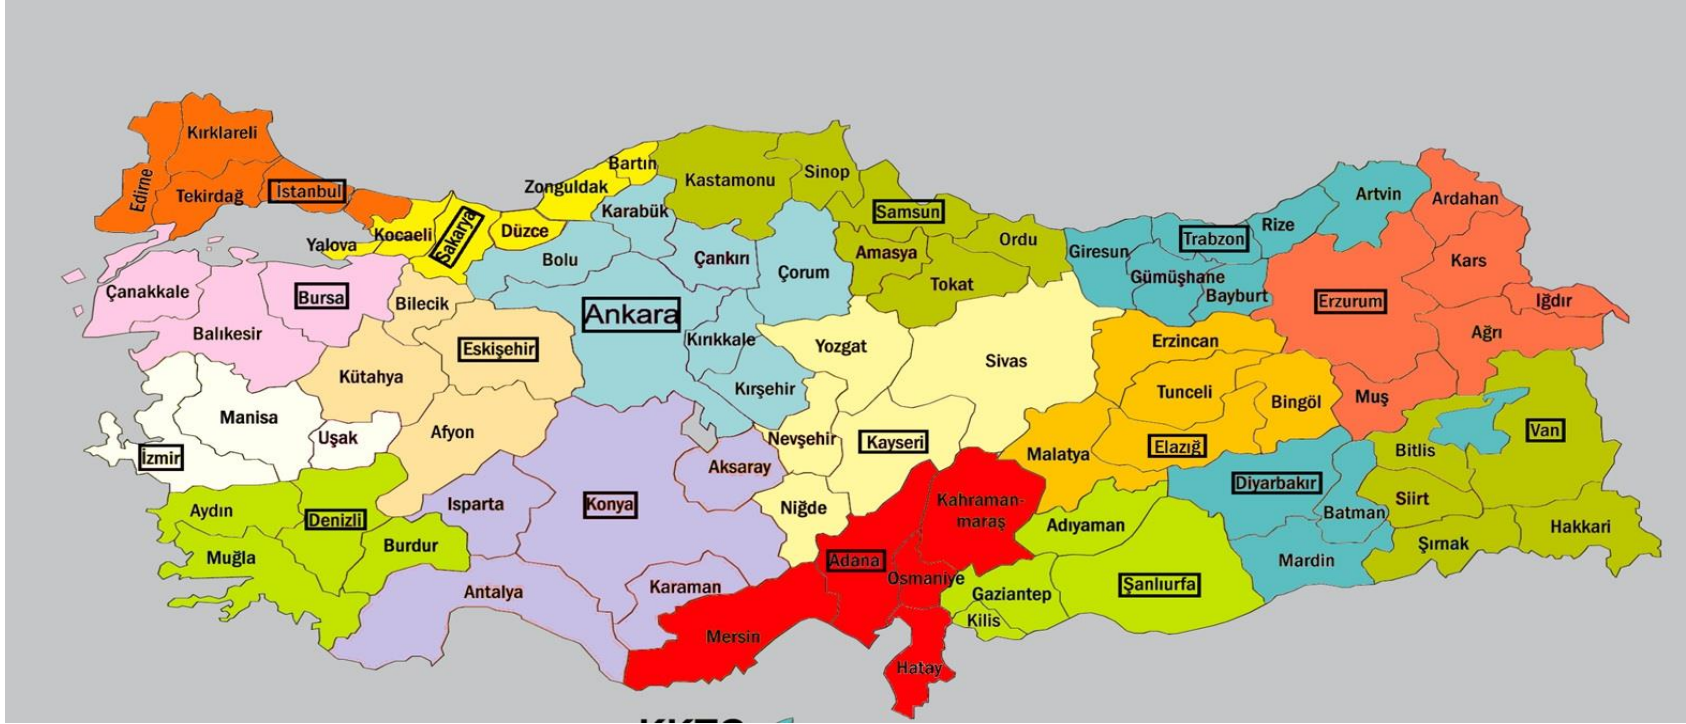 Kırklareli
Edirne
Tekirdağ
İstanbul
Yalova
Kocaeli
Sakarya
Düzce
Zonguldak
Bartın
Karabük
Kastamonu
Sinop
Samsun
Amasya
Ordu
Tokat
Giresun
Trabzon
Rize
Artvin
Gümüşhane
Bayburt
Ardahan
Kars
Iğdır
Erzurum
Ağrı
Muş
Çanakkale
Balıkesir
Bursa
Bilecik
Eskişehir
Kütahya
Afyon
Bolu
Çankırı
Çorum
Ankara
Kırıkkale
Kırşehir
Yozgat
Sivas
Nevşehir
Kayseri
Niğde
Erzincan
Tunceli
Bingöl
Malatya
Elazığ
Manisa
Uşak
İzmir
Aydın
Denizli
Muğla
Burdur
Isparta
Konya
Aksaray
Antalya
Karaman
Mersin
Adana
Kahraman-
maraş
Osmaniye
Hatay
Adıyaman
Gaziantep
Kilis
Şanlıurfa
Diyarbakır
Batman
Mardin
Bitlis
Van
Siirt
Şırnak
Hakkari